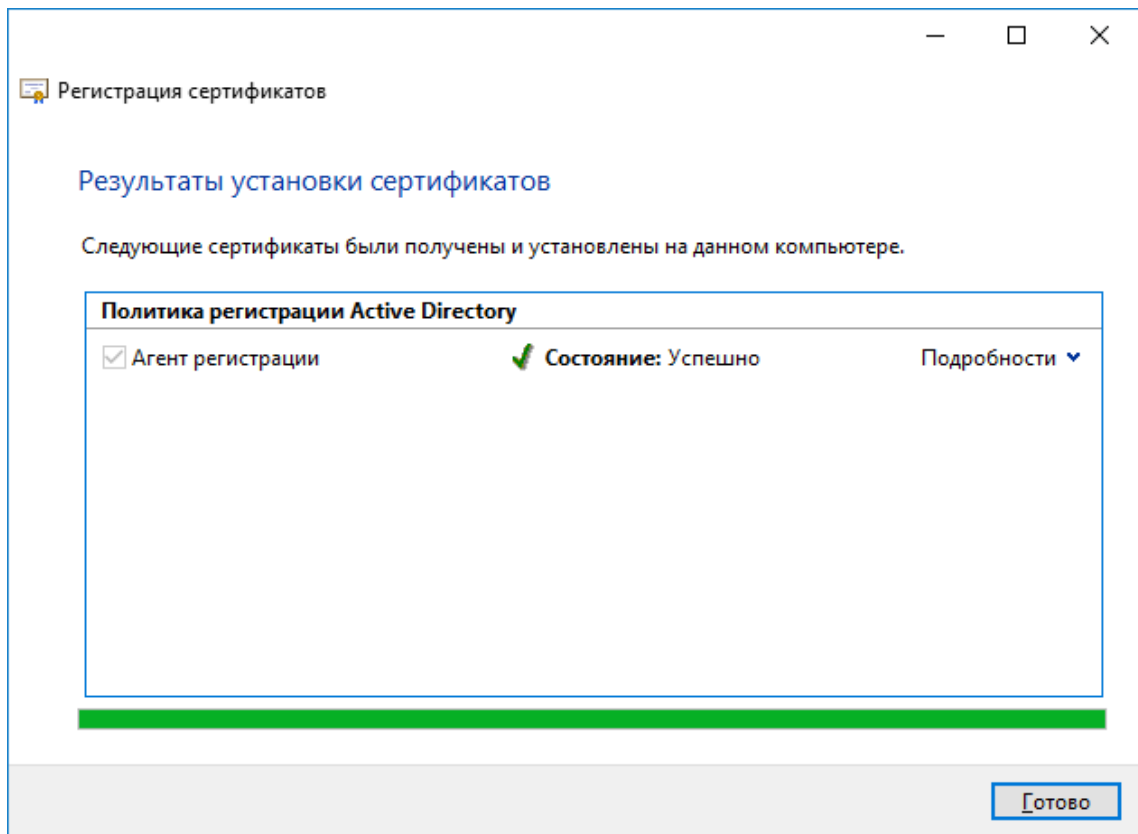 Регистрация сертификатов
Результаты установки сертификатов
Следующие сертификаты были получены и установлены на данном компьютере.
Политика регистрации Active Directory
Агент регистрации Состояние: Успешно Подробности
Готово